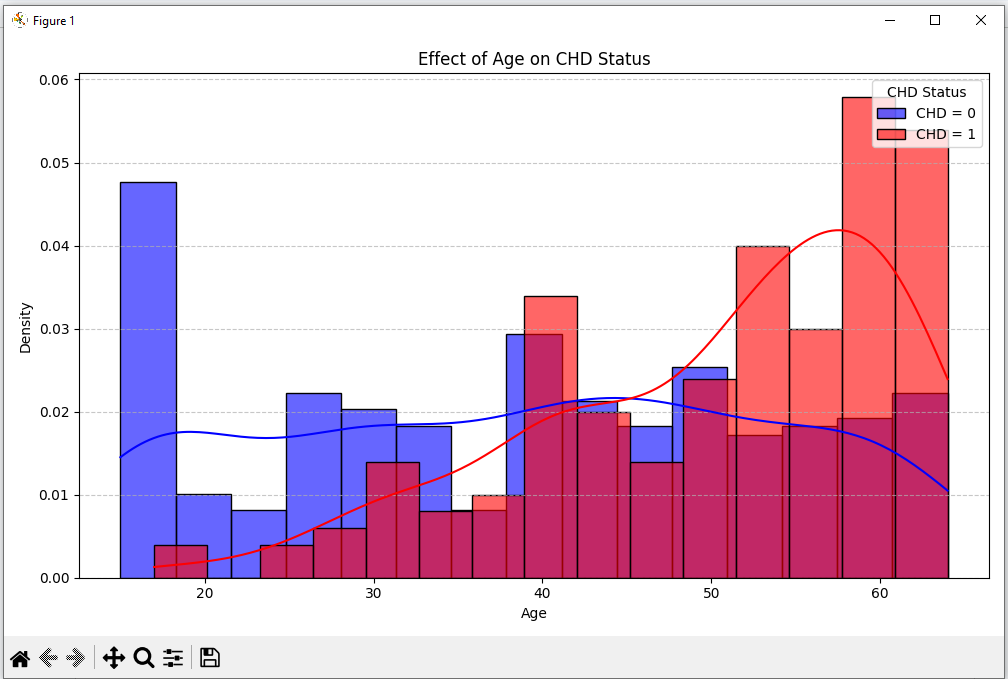 Figure 1
Effect of Age on CHD Status
CHD Status
CHD = 0
CHD = 1
0.06
0.05
0.04
0.03
0.02
0.01
0.00
Density
20 30 40 50 60
Age